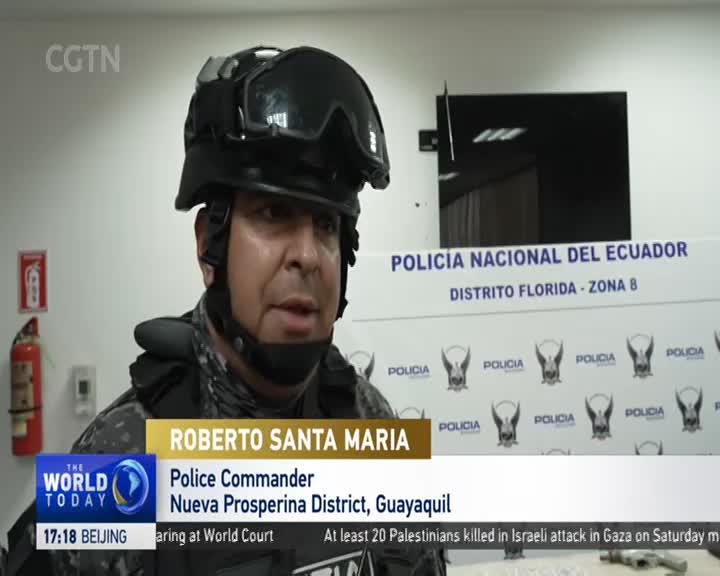 CGTN
POLICÍA NACIONAL DEL ECUADOR
DISTRITO FLORIDA - ZONA 8
POLICIA POLICIA POLICIA POLICIA
POLICIA POLICIA POLICIA
ROBERTO SANTA MARIA
Police Commander
Nueva Prosperina District, Guayaquil
THE
WORLD
TODAY
17:18 BEIJING
aring at World Court At least 20 Palestinians killed in Israeli attack in Gaza on Saturday m